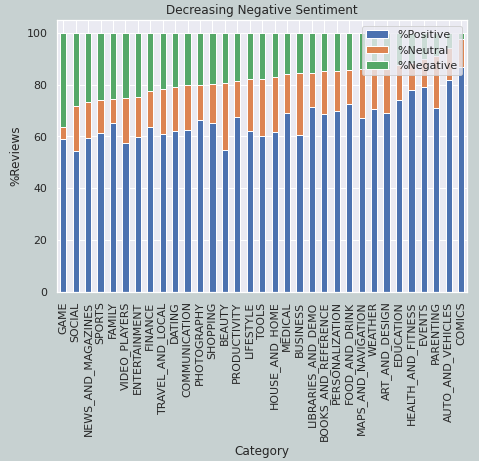 Decreasing Negative Sentiment
%Positive
%Neutral
%Negative
%Reviews
100
80
60
40
20
0
GAME
SOCIAL
NEWS_AND_MAGAZINES
SPORTS
FAMILY
VIDEO_PLAYERS
ENTERTAINMENT
FINANCE
TRAVEL_AND_LOCAL
DATING
COMMUNICATION
PHOTOGRAPHY
SHOPPING
BEAUTY
PRODUCTIVITY
LIFESTYLE
TOOLS
HOUSE_AND_HOME
MEDICAL
BUSINESS
LIBRARIES_AND_DEMO
BOOKS_AND_REFERENCE
PERSONALIZATION
FOOD_AND_DRINK
MAPS_AND_NAVIGATION
WEATHER
ART_AND_DESIGN
EDUCATION
HEALTH_AND_FITNESS
EVENTS
PARENTING
AUTO_AND_VEHICLES
COMICS
Category